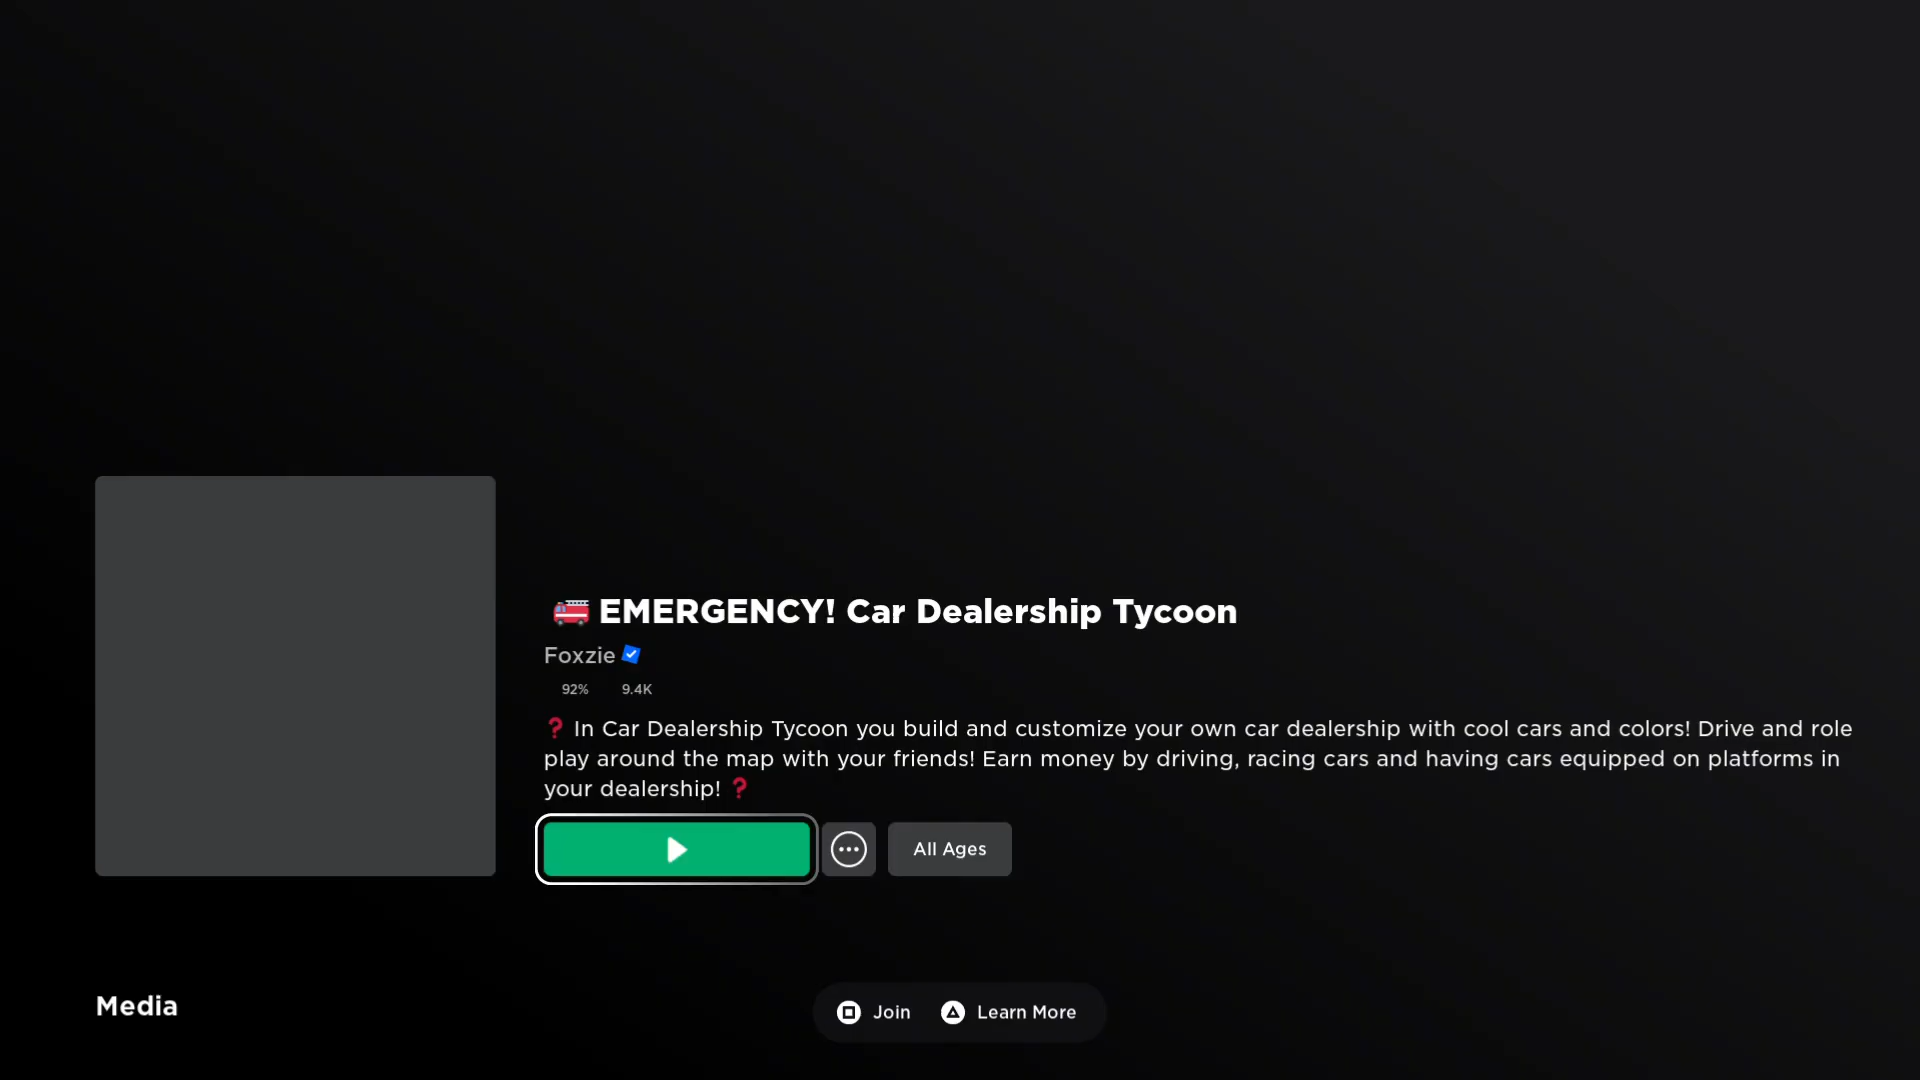 🚒 EMERGENCY! Car Dealership Tycoon
Foxzie
92% 9.4K
❓ In Car Dealership Tycoon you build and customize your own car dealership with cool cars and colors! Drive and role
play around the map with your friends! Earn money by driving, racing cars and having cars equipped on platforms in
your dealership! ❓
All Ages
Media
Join Learn More